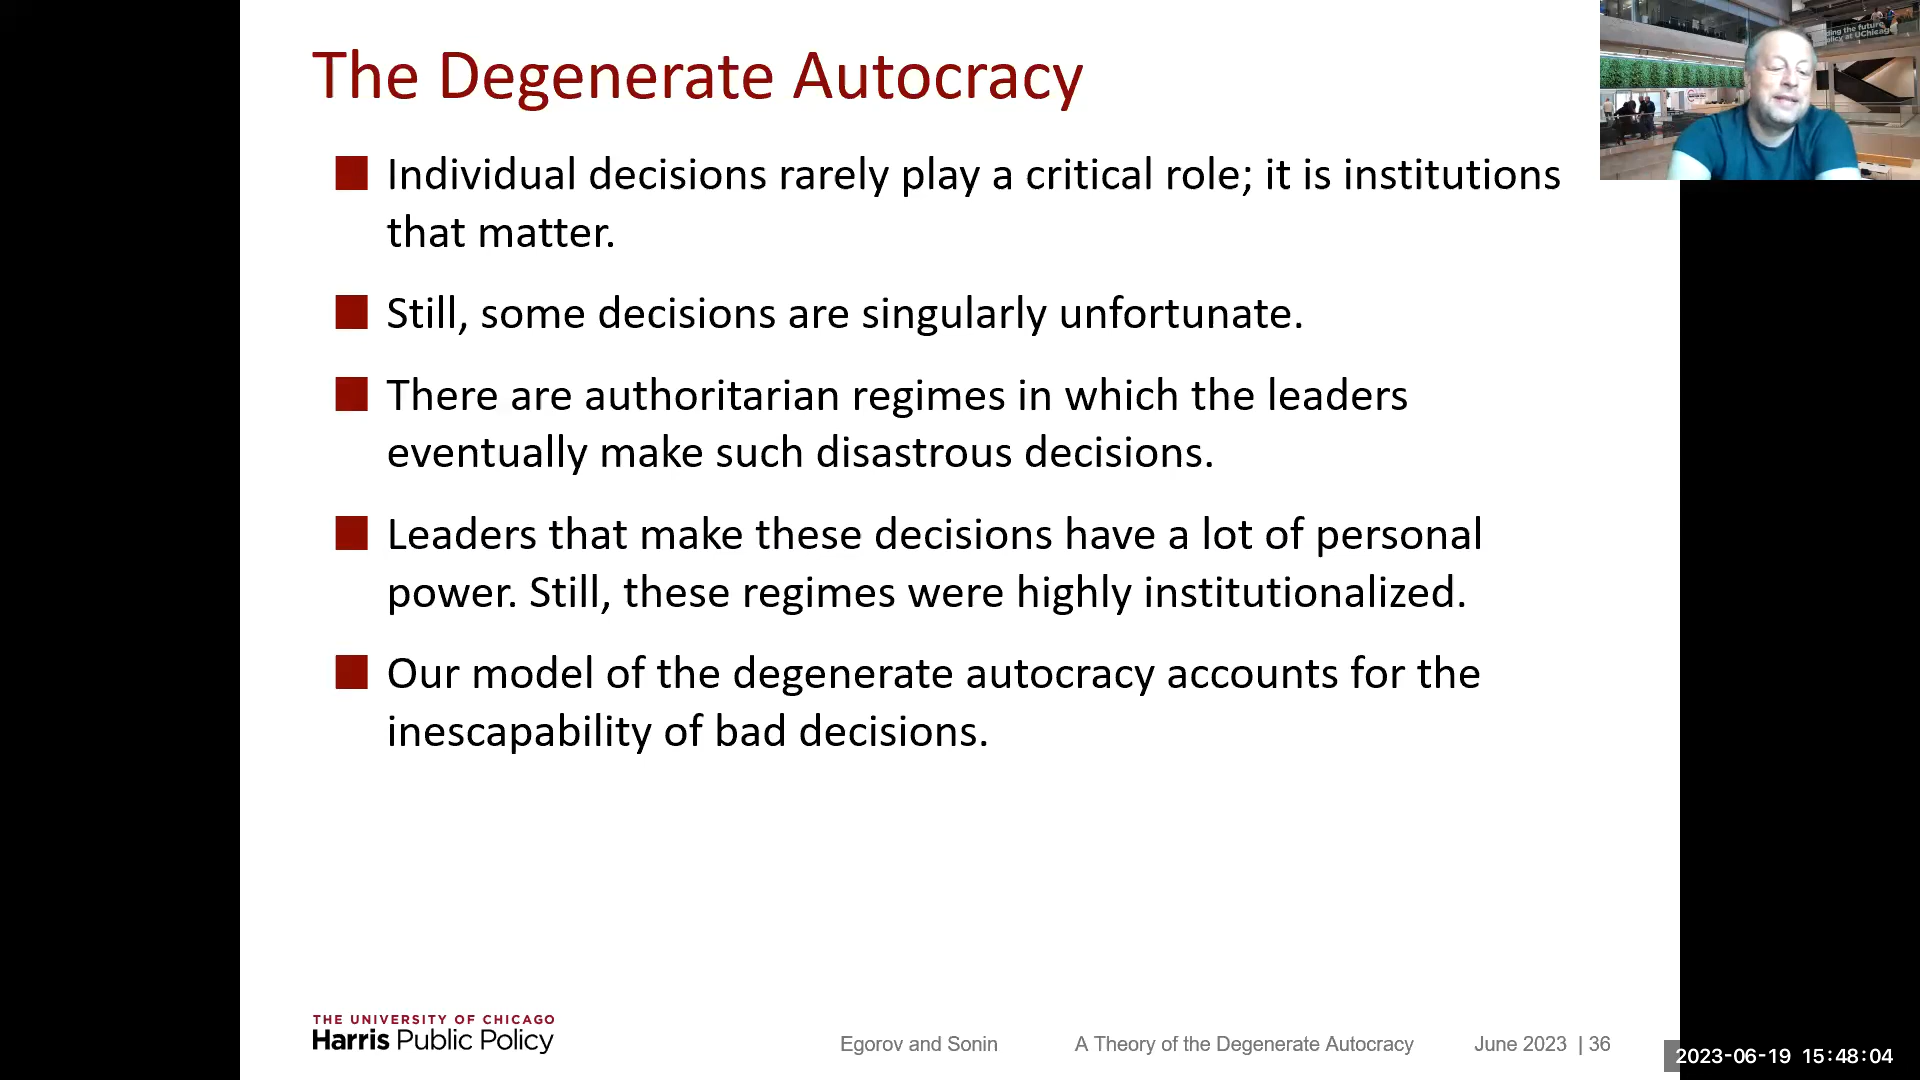 The Degenerate Autocracy
Individual decisions rarely play a critical role; it is institutions
that matter.
Still, some decisions are singularly unfortunate.
There are authoritarian regimes in which the leaders
eventually make such disastrous decisions.
Leaders that make these decisions have a lot of personal
power. Still, these regimes were highly institutionalized.
Our model of the degenerate autocracy accounts for the
inescapability of bad decisions.
THE UNIVERSITY OF CHICAGO
Harris Public Policy
Egorov and Sonin
A Theory of the Degenerate Autocracy
June 2023 | 36
2023-06-19 15:48:04
the future
at UChicago